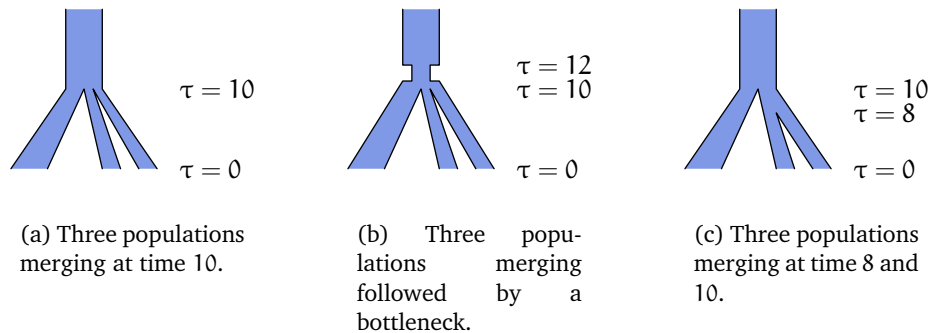 τ = 10
τ = 0
(a) Three populations
merging at time 10.
τ = 12
τ = 10
τ = 0
(b) Three popu-
lations merging
followed by a
bottleneck.
τ = 10
τ = 8
τ = 0
(c) Three populations
merging at time 8 and
10.